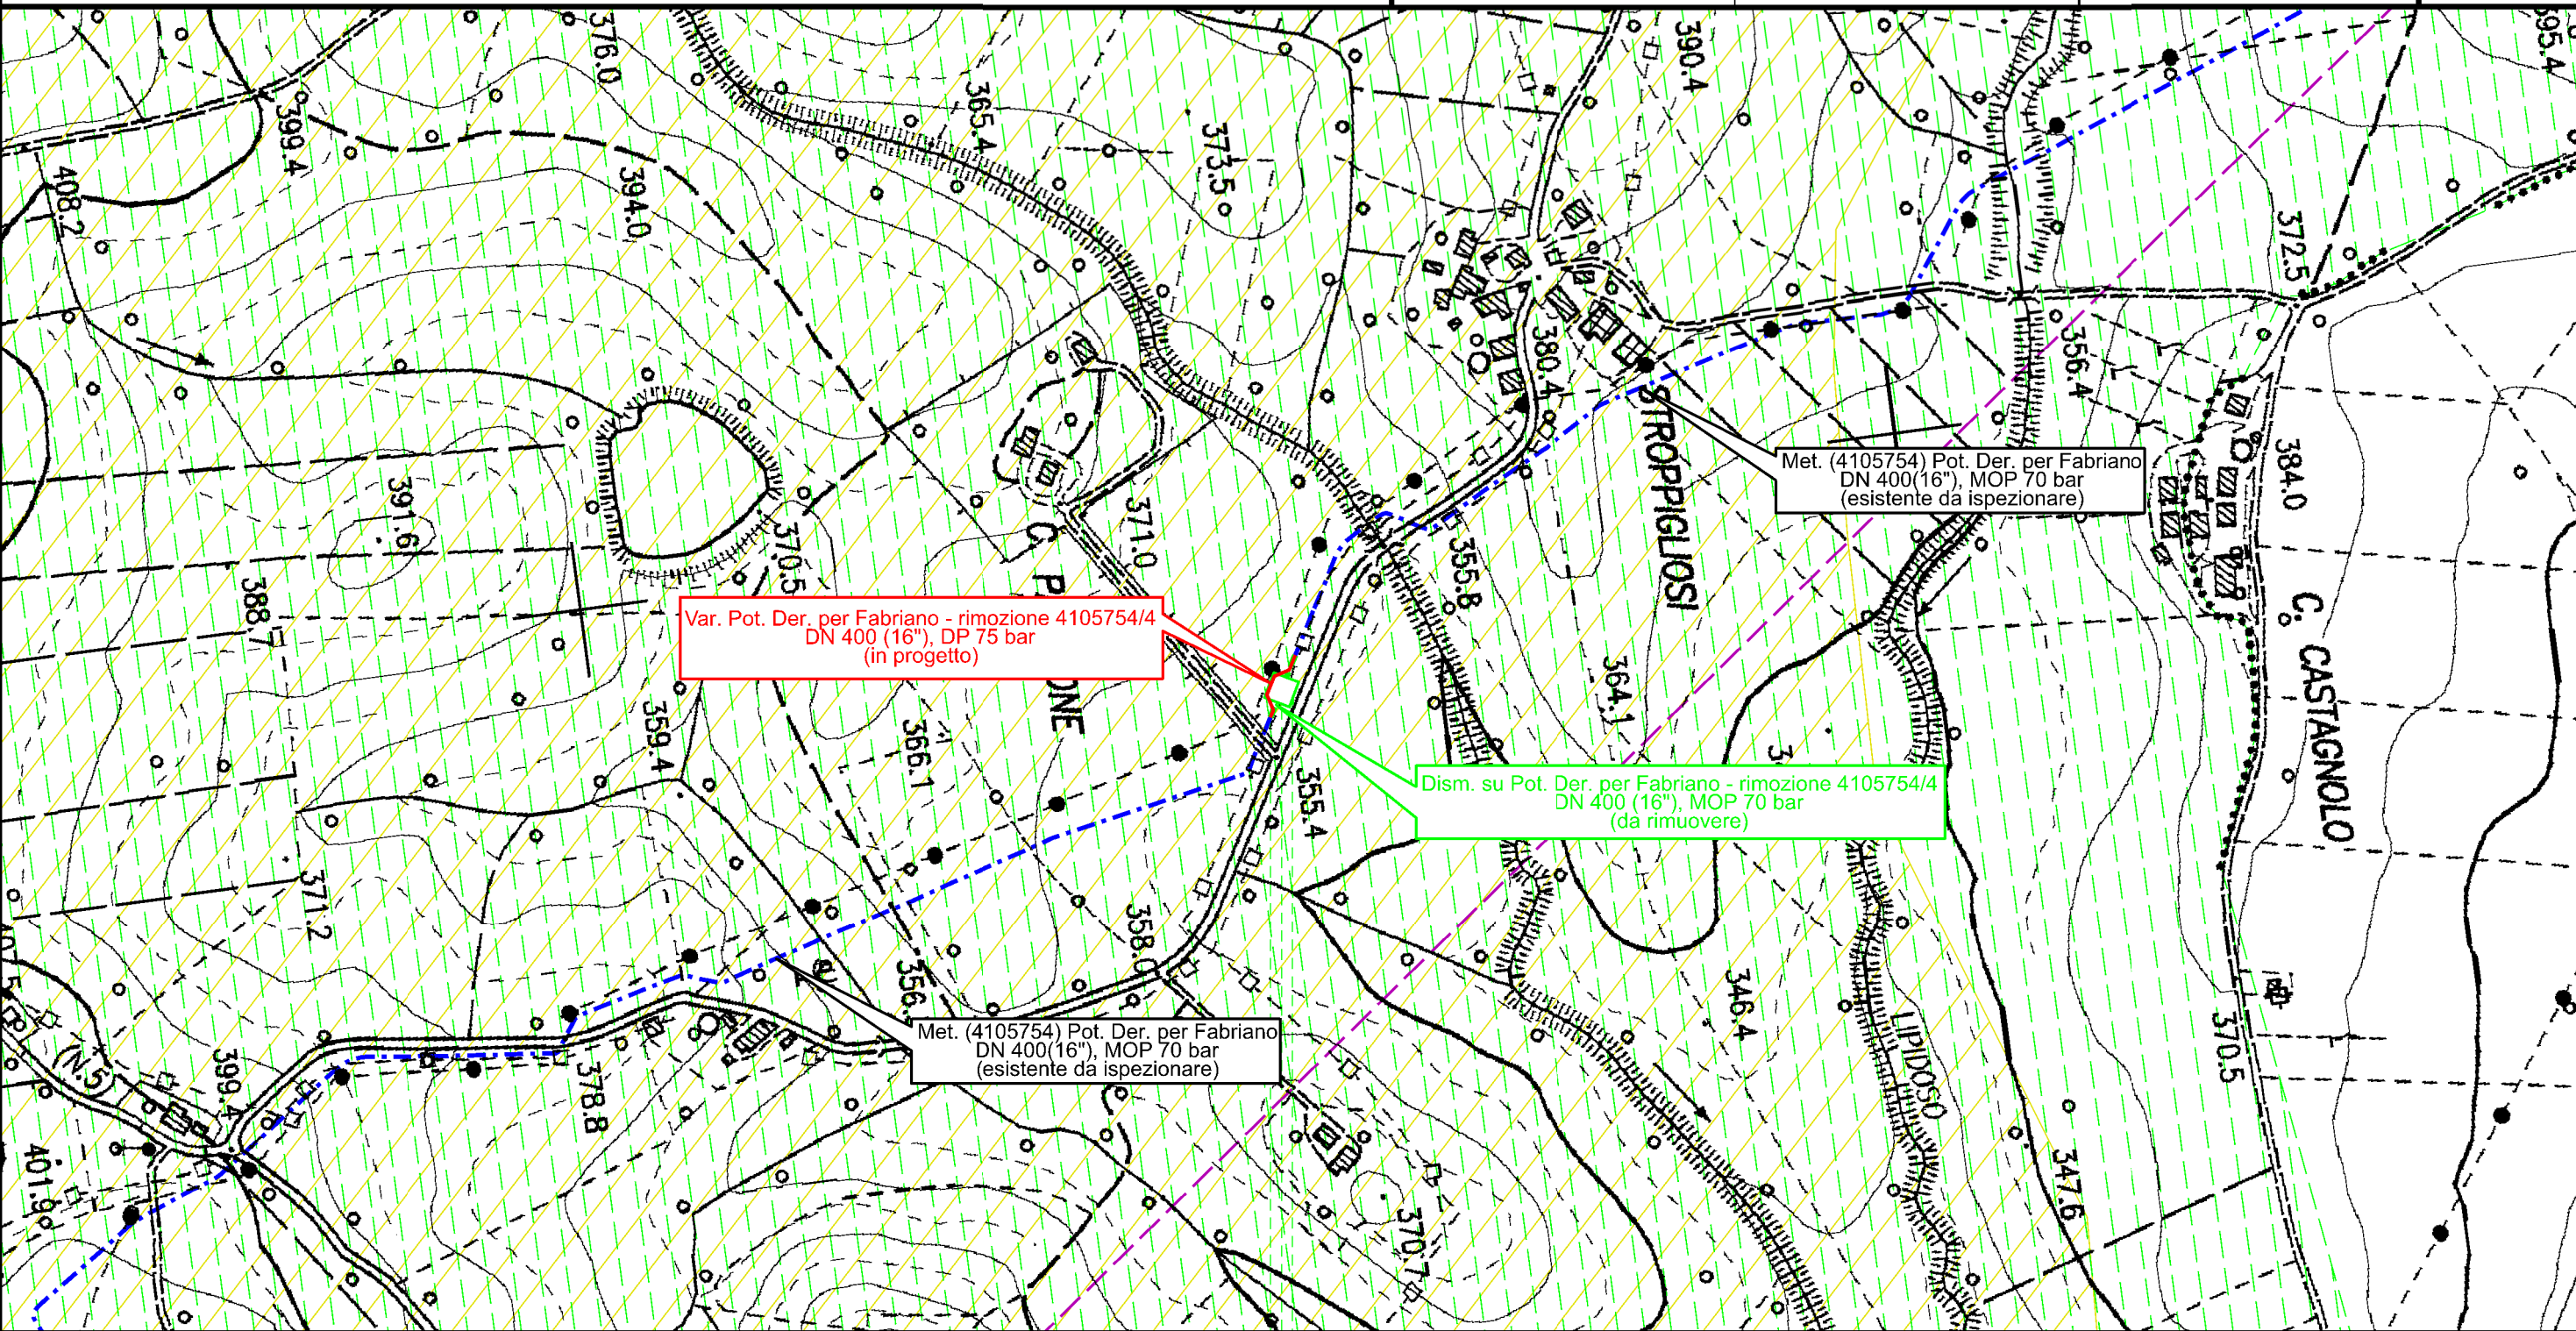 376.0
390.4
395.4
399.4
365.4
373.5
408.2
394.0
372.5
380.4
356.4
STROPPIGLIOSI
Met. (4105754) Pot. Der. per Fabriano
DN 400(16"), MOP 70 bar
(esistente da ispezionare)
384.0
391.6
371.0
370.5
355.8
388.7
C.
C. CASTAGNOLO
Var. Pot. Der. per Fabriano - rimozione 4105754/4
DN 400 (16"), DP 75 bar
(in progetto)
ONE
364.1
359.4
366.1
355.4
Dism. su Pot. Der. per Fabriano - rimozione 4105754/4
DN 400 (16"), MOP 70 bar
(da rimuovere)
371.2
358.0
356.
346.4
LIPIDOSO
370.5
Met. (4105754) Pot. Der. per Fabriano
DN 400(16"), MOP 70 bar
(esistente da ispezionare)
(N.5)
399.4
378.8
401.9
347.6
370.7